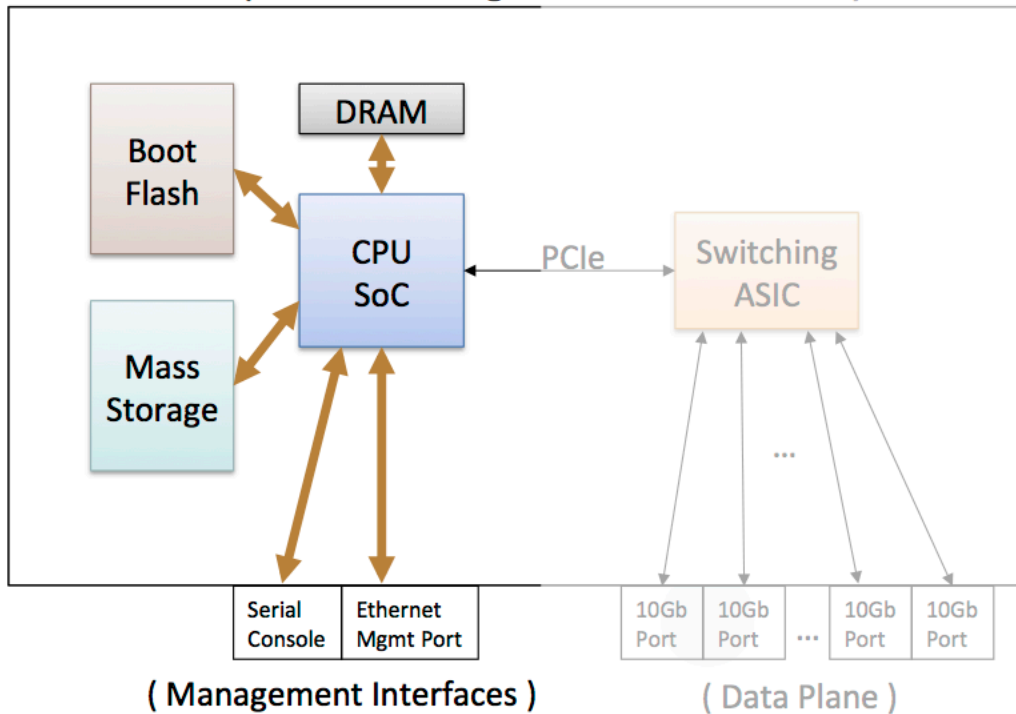 DRAM
Boot
Flash
CPU
SoC
PCIe
Switching
ASIC
Mass
Storage
...
Serial
Console
Ethernet
Mgmt Port
10Gb
Port
10Gb
Port
...
10Gb
Port
10Gb
Port
( Management Interfaces )
( Data Plane )